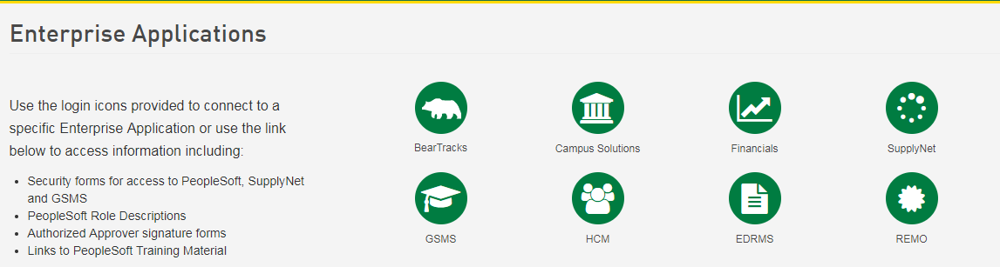 Enterprise Applications
Use the login icons provided to connect to a
specific Enterprise Application or use the link
below to access information including:
• Security forms for access to PeopleSoft, SupplyNet
and GSMS
• PeopleSoft Role Descriptions
• Authorized Approver signature forms
• Links to PeopleSoft Training Material
BearTracks
Campus Solutions
Financials
SupplyNet
GSMS
HCM
EDRMS
REMO